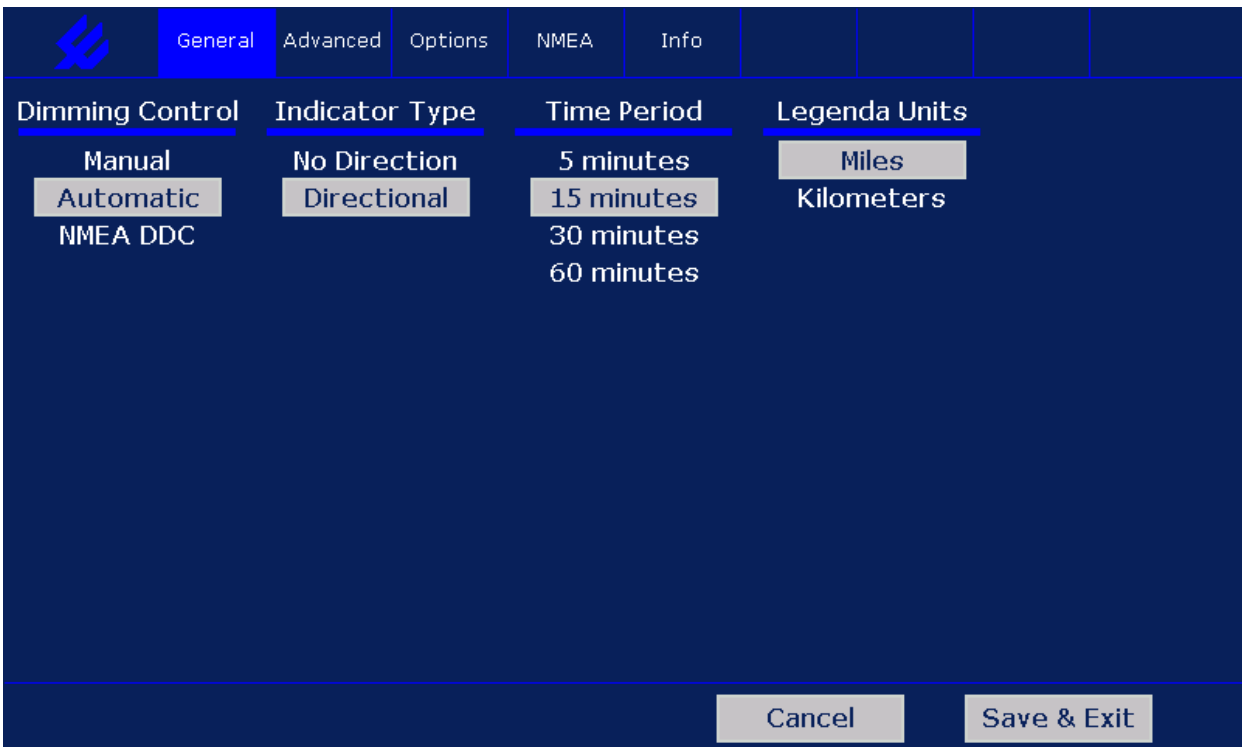 General Advanced Options NMEA Info
Dimming Control Indicator Type Time Period Legenda Units
Manual No Direction 5 minutes Miles
Automatic Directional 15 minutes Kilometers
NMEA DDC 30 minutes
60 minutes
Cancel Save & Exit